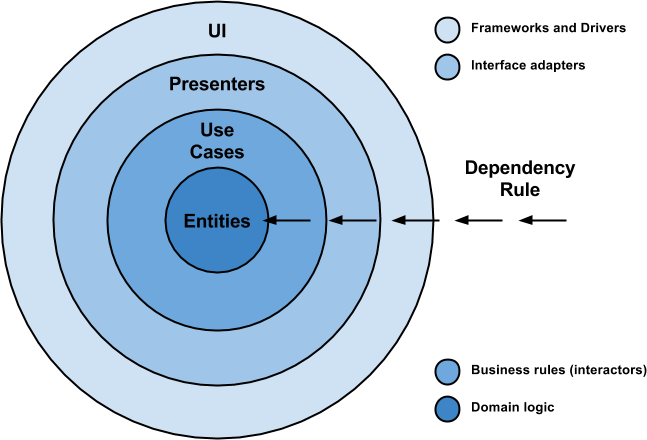 UI
Presenters
Use
Cases
Entities
Frameworks and Drivers
Interface adapters
Dependency
Rule
Business rules (interactors)
Domain logic